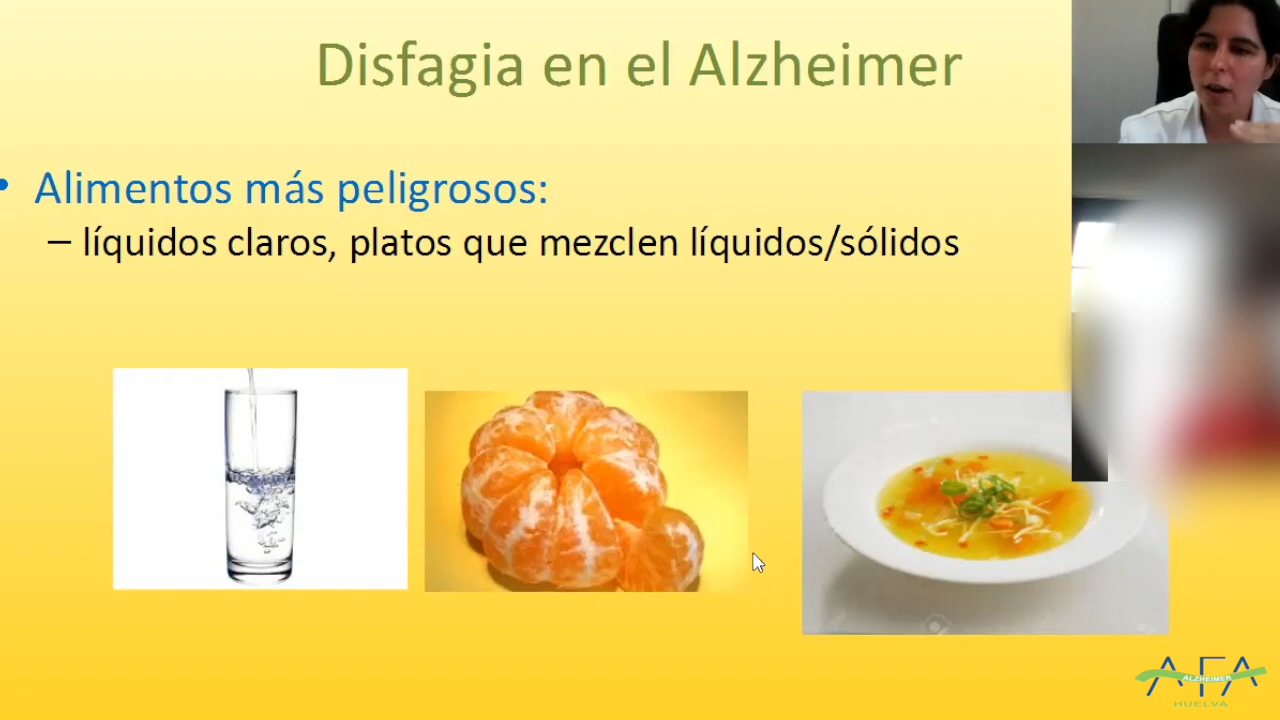 Disfagia en el Alzheimer
• Alimentos más peligrosos:
– líquidos claros, platos que mezclen líquidos/sólidos
AFA
ALZHEIMER
HUELVA